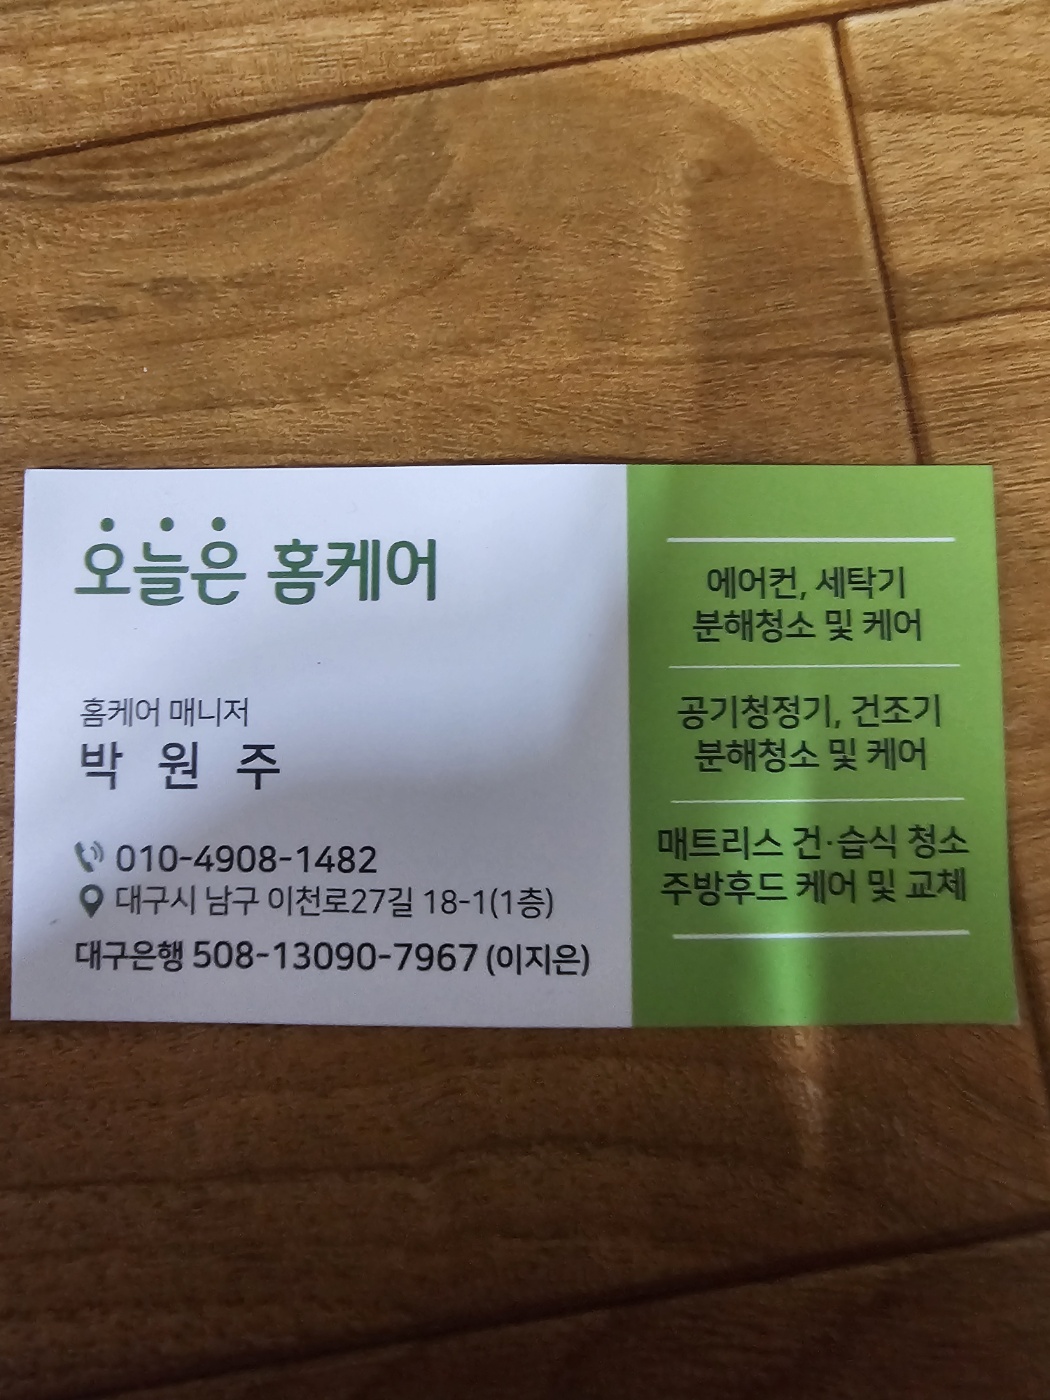 오늘은 홈케어
홈케어 매니저
박 원 주
010-4908-1482
대구시 남구 이천로27길 18-1(1층)
대구은행 508-13090-7967 (이지은)
에어컨, 세탁기
분해청소 및 케어
공기청정기, 건조기
분해청소 및 케어
매트리스 건·습식 청소
주방후드 케어 및 교체